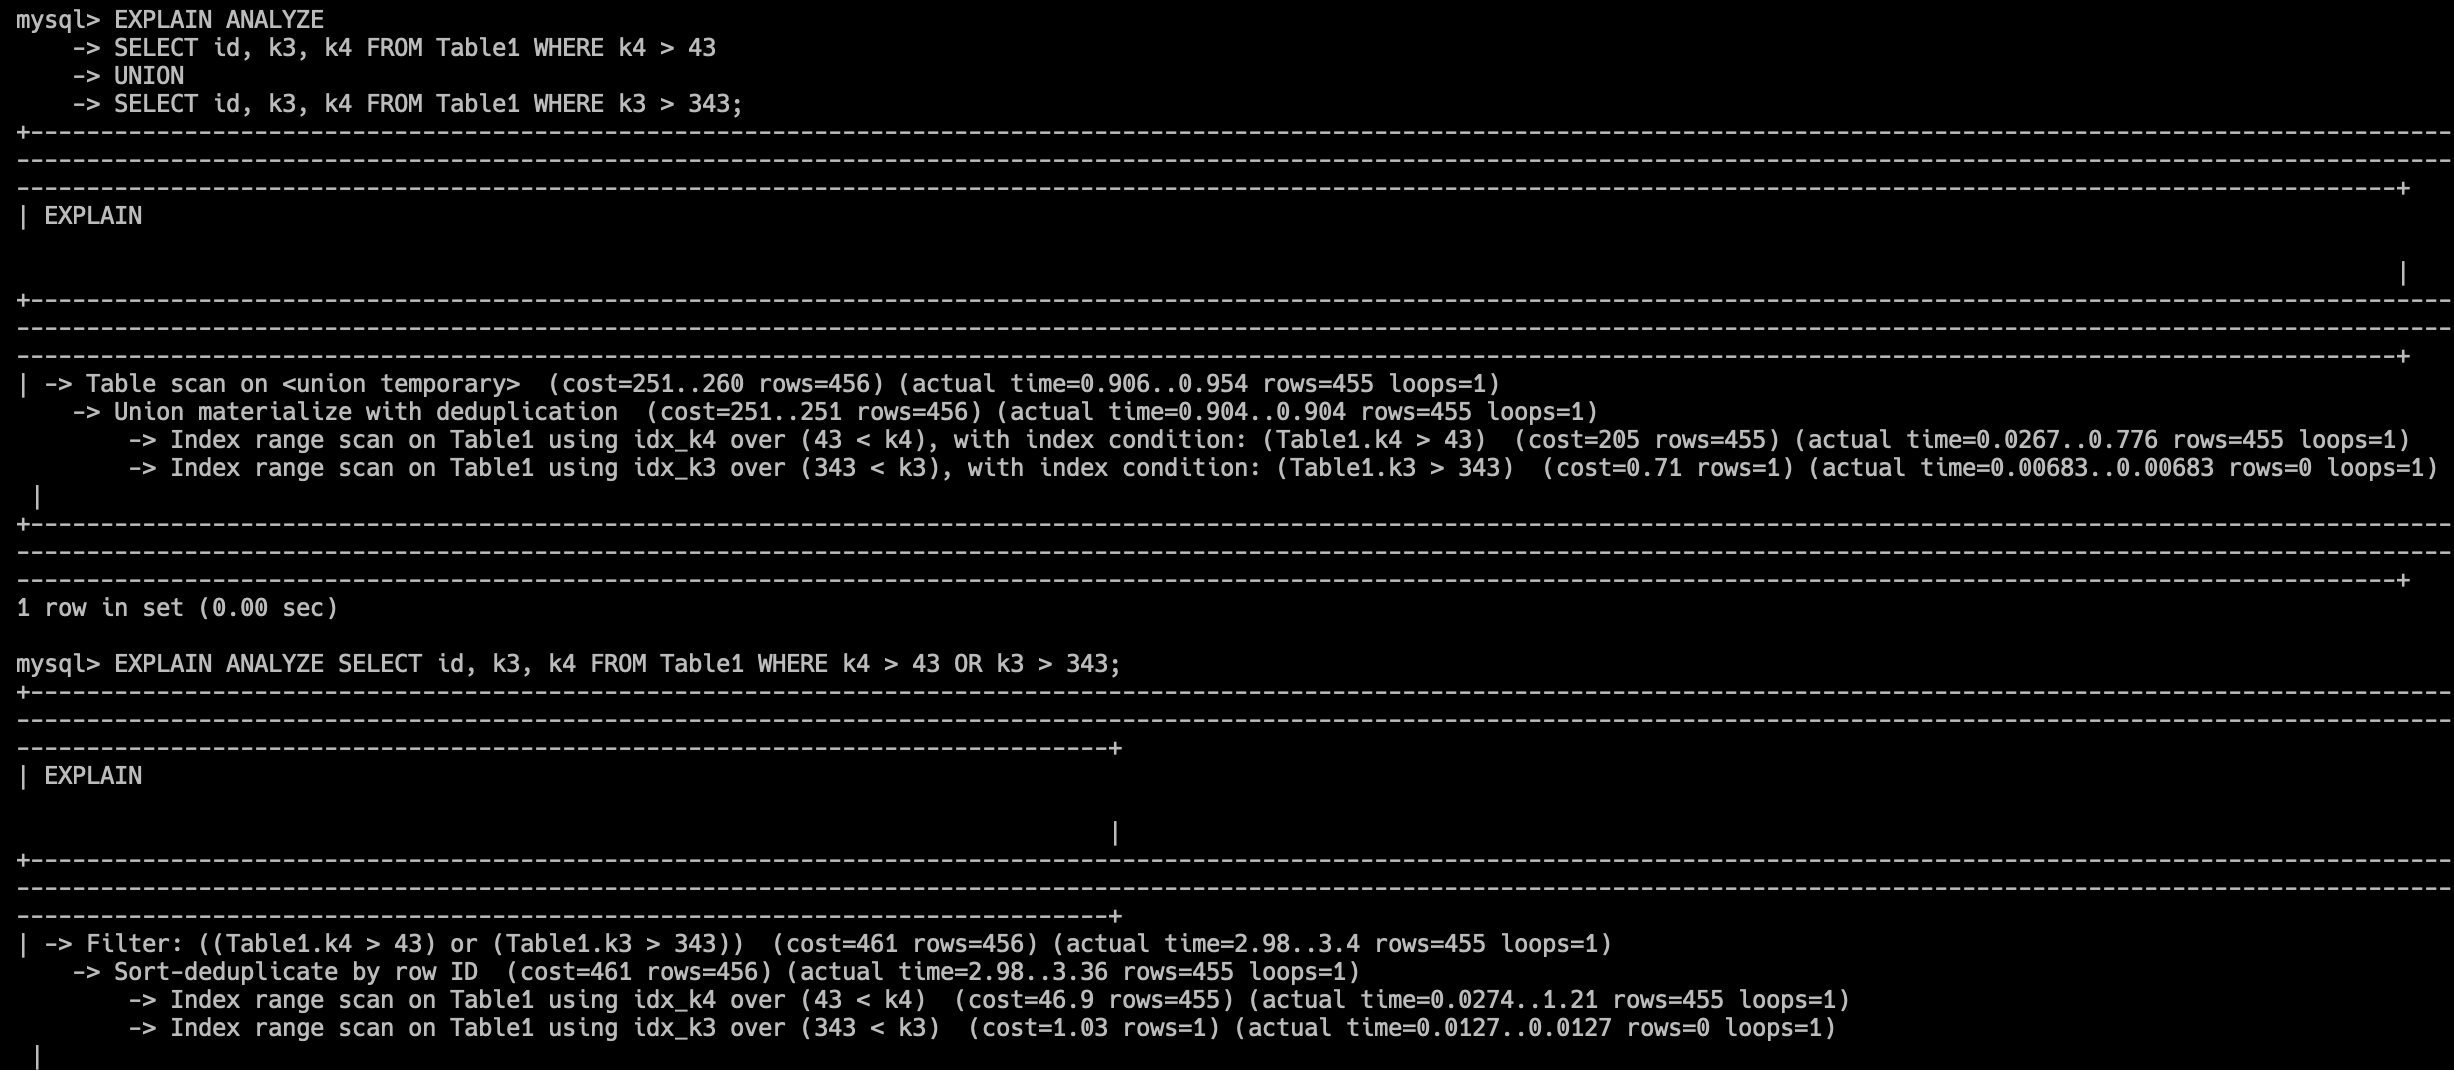 mysql> EXPLAIN ANALYZE
    -> SELECT id, k3, k4 FROM Table1 WHERE k4 > 43
    -> UNION
    -> SELECT id, k3, k4 FROM Table1 WHERE k3 > 343;
| EXPLAIN
|
| -> Table scan on <union temporary>  (cost=251..260 rows=456) (actual time=0.906..0.954 rows=455 loops=1)
    -> Union materialize with deduplication  (cost=251..251 rows=456) (actual time=0.904..0.904 rows=455 loops=1)
        -> Index range scan on Table1 using idx_k4 over (43 < k4), with index condition: (Table1.k4 > 43)  (cost=205 rows=455) (actual time=0.0267..0.776 rows=455 loops=1)
        -> Index range scan on Table1 using idx_k3 over (343 < k3), with index condition: (Table1.k3 > 343)  (cost=0.71 rows=1) (actual time=0.00683..0.00683 rows=0 loops=1)
 |
1 row in set (0.00 sec)
mysql> EXPLAIN ANALYZE SELECT id, k3, k4 FROM Table1 WHERE k4 > 43 OR k3 > 343;
| EXPLAIN
|
| -> Filter: ((Table1.k4 > 43) or (Table1.k3 > 343))  (cost=461 rows=456) (actual time=2.98..3.4 rows=455 loops=1)
    -> Sort-deduplicate by row ID  (cost=461 rows=456) (actual time=2.98..3.36 rows=455 loops=1)
        -> Index range scan on Table1 using idx_k4 over (43 < k4)  (cost=46.9 rows=455) (actual time=0.0274..1.21 rows=455 loops=1)
        -> Index range scan on Table1 using idx_k3 over (343 < k3)  (cost=1.03 rows=1) (actual time=0.0127..0.0127 rows=0 loops=1)
 |